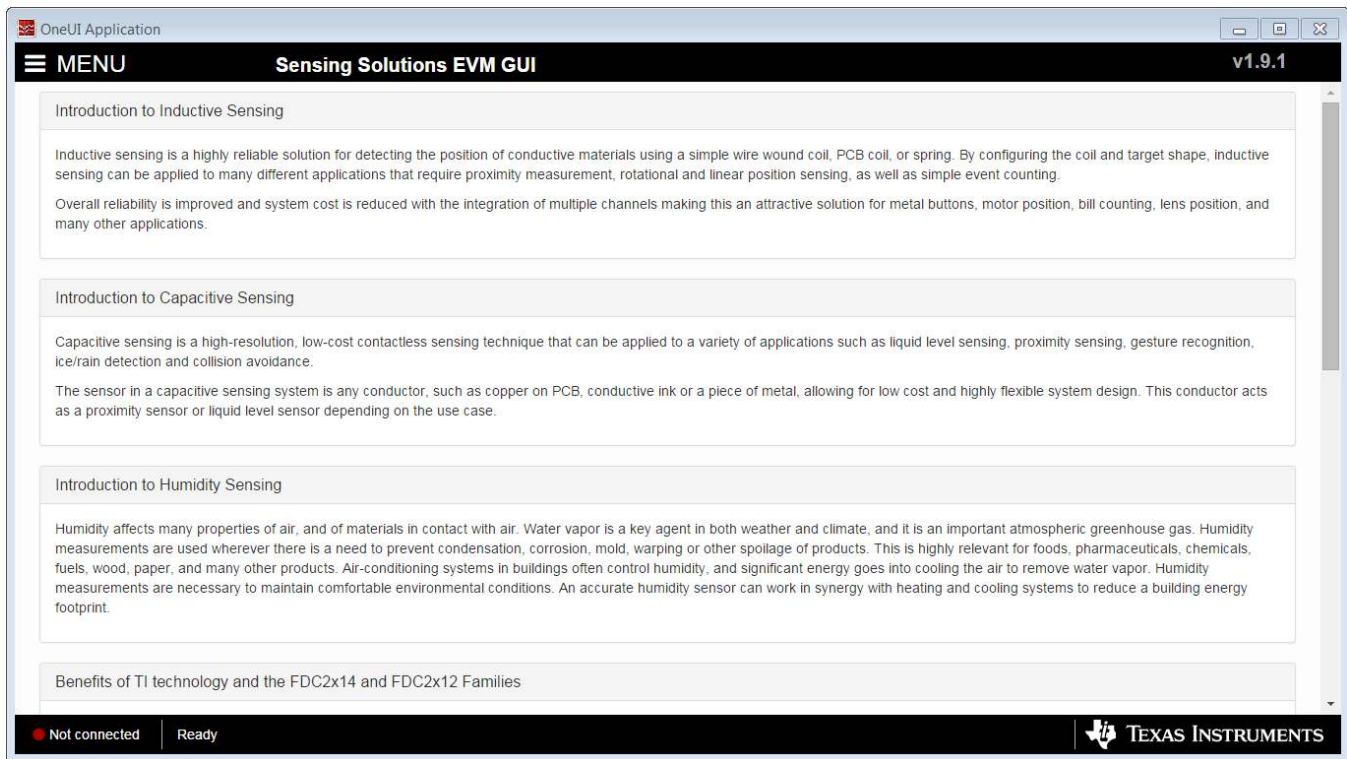 OneUI Application
MENU
Sensing Solutions EVM GUI
v1.9.1
Introduction to Inductive Sensing
Inductive sensing is a highly reliable solution for detecting the position of conductive materials using a simple wire wound coil, PCB coil, or spring. By configuring the coil and target shape, inductive
sensing can be applied to many different applications that require proximity measurement, rotational and linear position sensing, as well as simple event counting.
Overall reliability is improved and system cost is reduced with the integration of multiple channels making this an attractive solution for metal buttons, motor position, bill counting, lens position, and
many other applications.
Introduction to Capacitive Sensing
Capacitive sensing is a high-resolution, low-cost contactless sensing technique that can be applied to a variety of applications such as liquid level sensing, proximity sensing, gesture recognition,
ice/rain detection and collision avoidance.
The sensor in a capacitive sensing system is any conductor, such as copper on PCB, conductive ink or a piece of metal, allowing for low cost and highly flexible system design. This conductor acts
as a proximity sensor or liquid level sensor depending on the use case.
Introduction to Humidity Sensing
Humidity affects many properties of air, and of materials in contact with air. Water vapor is a key agent in both weather and climate, and it is an important atmospheric greenhouse gas. Humidity
measurements are used wherever there is a need to prevent condensation, corrosion, mold, warping or other spoilage of products. This is highly relevant for foods, pharmaceuticals, chemicals,
fuels, wood, paper, and many other products. Air-conditioning systems in buildings often control humidity, and significant energy goes into cooling the air to remove water vapor. Humidity
measurements are necessary to maintain comfortable environmental conditions. An accurate humidity sensor can work in synergy with heating and cooling systems to reduce a building energy
footprint.
Benefits of TI technology and the FDC2x14 and FDC2x12 Families
Not connected
Ready
TEXAS INSTRUMENTS